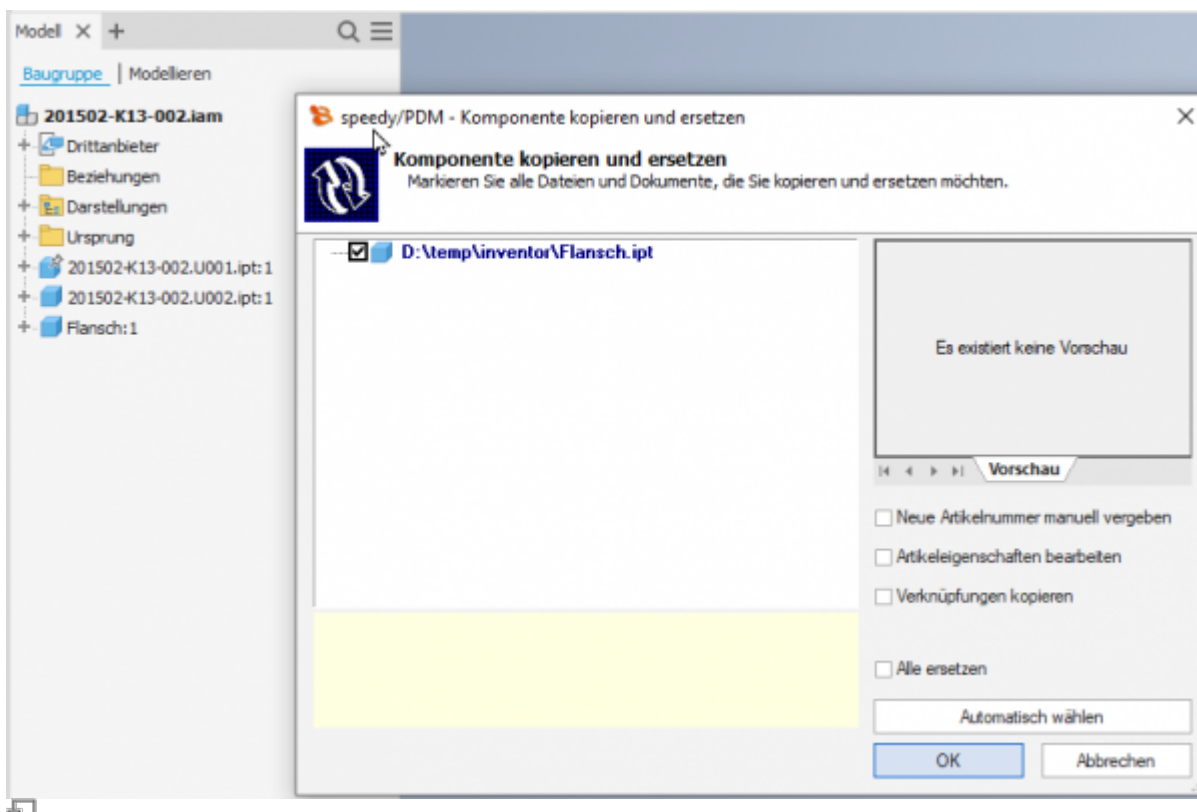 Modell
Baugruppe | Modellieren
201502-K13-002.iam
Drittanbieter
Beziehungen
Darstellungen
Ursprung
201502-K13-002.U001.ipt:1
201502-K13-002.U002.ipt:1
Flansch:1
speedy/PDM - Komponente kopieren und ersetzen
Komponente kopieren und ersetzen
Markieren Sie alle Dateien und Dokumente, die Sie kopieren und ersetzen möchten.
D:\temp\inventor\Flansch.ipt
Es existiert keine Vorschau
Vorschau
Neue Artikelnummer manuell vergeben
Artikeleigenschaften bearbeiten
Verknüpfungen kopieren
Alle ersetzen
Automatisch wählen
OK Abbrechen